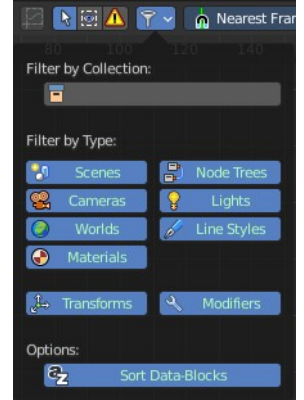 Nearest Fram
80 100 120 140
Filter by Collection:
Filter by Type:
Scenes Node Trees
Cameras Lights
Worlds Line Styles
Materials
Transforms Modifiers
Options:
Sort Data-Blocks